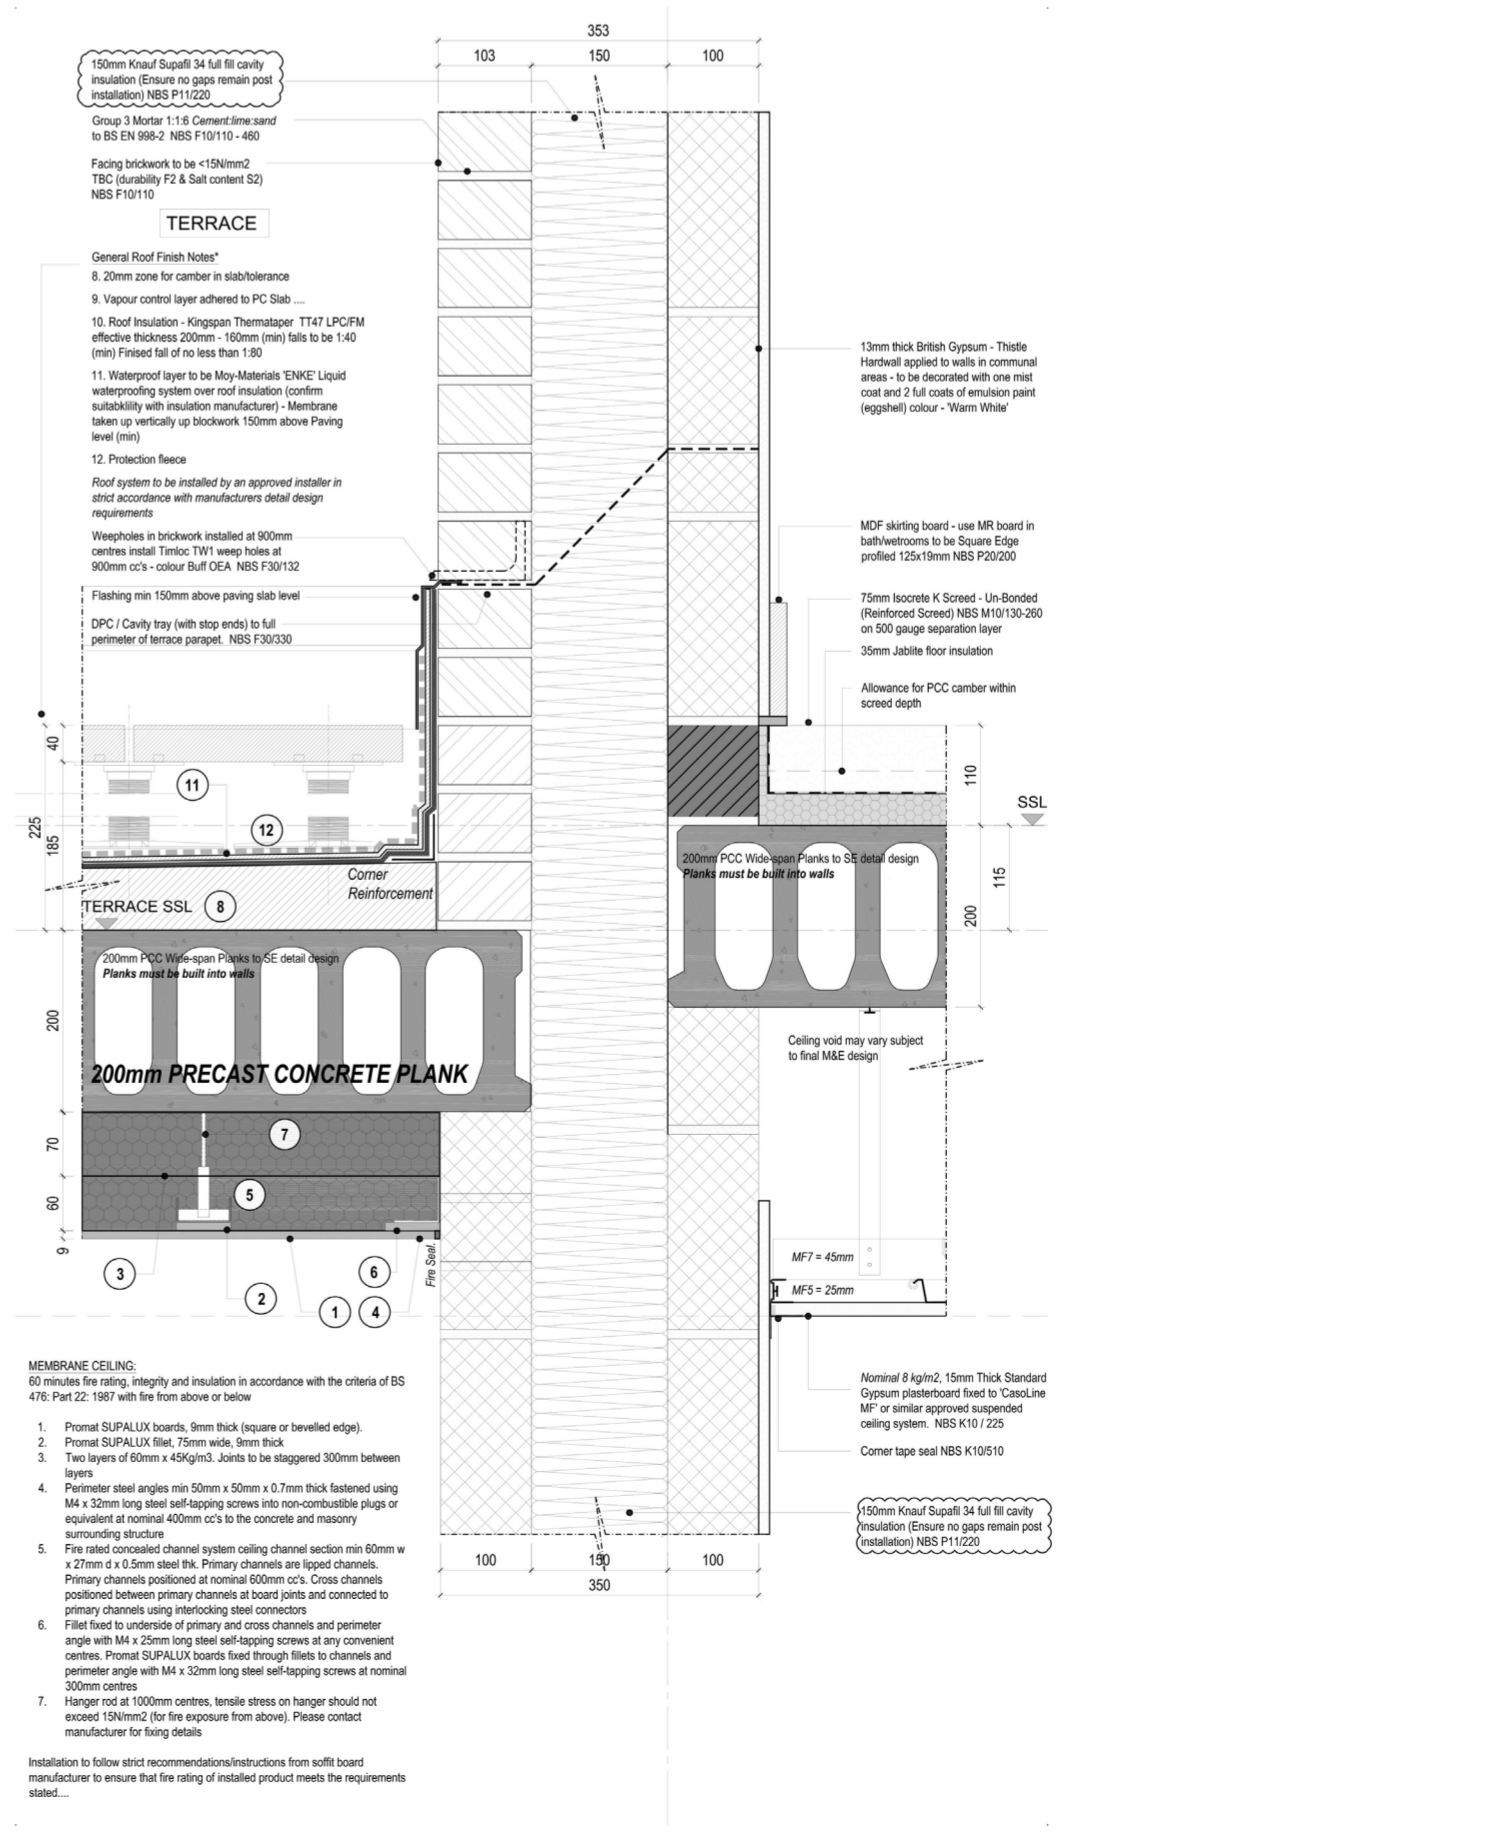 353
103
150
100
150mm Knauf Supafil 34 full fill cavity
insulation (Ensure no gaps remain post
installation) NBS P11/220
Group 3 Mortar 1:1:6 Cement:lime:sand
to BS EN 998-2 NBS F10/110 - 460
Facing brickwork to be <15N/mm2
TBC (durability F2 & Salt content S2)
NBS F10/110
TERRACE
General Roof Finish Notes*
8. 20mm zone for camber in slab/tolerance
9. Vapour control layer adhered to PC Slab ....
10. Roof Insulation - Kingspan Thermataper TT47 LPC/FM
effective thickness 200mm - 160mm (min) falls to be 1:40
(min) Finised fall of no less than 1:80
11. Waterproof layer to be Moy-Materials 'ENKE' Liquid
waterproofing system over roof insulation (confirm
suitabklility with insulation manufacturer) - Membrane
taken up vertically up blockwork 150mm above Paving
level (min)
12. Protection fleece
Roof system to be installed by an approved installer in
strict accordance with manufacturers detail design
requirements
Weepholes in brickwork installed at 900mm
centres install Timloc TW1 weep holes at
900mm cc's - colour Buff OEA NBS F30/132
Flashing min 150mm above paving slab level
DPC / Cavity tray (with stop ends) to full
perimeter of terrace parapet. NBS F30/330
13mm thick British Gypsum - Thistle
Hardwall applied to walls in communal
areas - to be decorated with one mist
coat and 2 full coats of emulsion paint
(eggshell) colour - 'Warm White'
MDF skirting board - use MR board in
bath/wetrooms to be Square Edge
profiled 125x19mm NBS P20/200
75mm Isocrete K Screed - Un-Bonded
(Reinforced Screed) NBS M10/130-260
on 500 gauge separation layer
35mm Jablite floor insulation
Allowance for PCC camber within
screed depth
40
225
185
11
12
Corner
Reinforcement
TERRACE SSL
8
110
SSL
115
200
200mm PCC Wide-span Planks to SE detail design
Planks must be built into walls
200mm PCC Wide-span Planks to SE detail design
Planks must be built into walls
200
200mm PRECAST CONCRETE PLANK
Ceiling void may vary subject
to final M&E design
70
7
60
5
9
3
2
6
1
4
Fire Seal.
MF7 = 45mm
MF5 = 25mm
Nominal 8 kg/m2, 15mm Thick Standard
Gypsum plasterboard fixed to 'CasoLine
MF' or similar approved suspended
ceiling system. NBS K10 / 225
Corner tape seal NBS K10/510
150mm Knauf Supafil 34 full fill cavity
insulation (Ensure no gaps remain post
installation) NBS P11/220
100
150
100
350
MEMBRANE CEILING:
60 minutes fire rating, integrity and insulation in accordance with the criteria of BS
476: Part 22: 1987 with fire from above or below
1. Promat SUPALUX boards, 9mm thick (square or bevelled edge).
2. Promat SUPALUX fillet, 75mm wide, 9mm thick
3. Two layers of 60mm x 45Kg/m3. Joints to be staggered 300mm between
layers
4. Perimeter steel angles min 50mm x 50mm x 0.7mm thick fastened using
M4 x 32mm long steel self-tapping screws into non-combustible plugs or
equivalent at nominal 400mm cc's to the concrete and masonry
surrounding structure
5. Fire rated concealed channel system ceiling channel section min 60mm w
x 27mm d x 0.5mm steel thk. Primary channels are lipped channels.
Primary channels positioned at nominal 600mm cc's. Cross channels
positioned between primary channels at board joints and connected to
primary channels using interlocking steel connectors
6. Fillet fixed to underside of primary and cross channels and perimeter
angle with M4 x 25mm long steel self-tapping screws at any convenient
centres. Promat SUPALUX boards fixed through fillets to channels and
perimeter angle with M4 x 32mm long steel self-tapping screws at nominal
300mm centres
7. Hanger rod at 1000mm centres, tensile stress on hanger should not
exceed 15N/mm2 (for fire exposure from above). Please contact
manufacturer for fixing details
Installation to follow strict recommendations/instructions from soffit board
manufacturer to ensure that fire rating of installed product meets the requirements
stated....